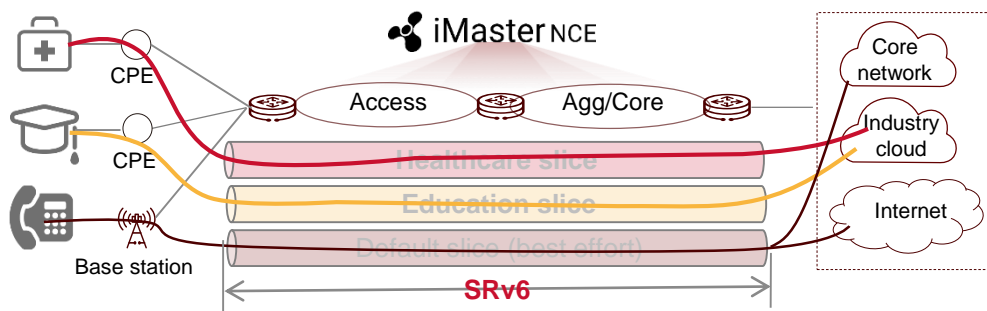 iMaster NCE
CPE
Access
Agg/Core
Core
network
CPE
Healthcare slice
Industry
cloud
Education slice
Internet
Base station
Default slice (best effort)
SRv6